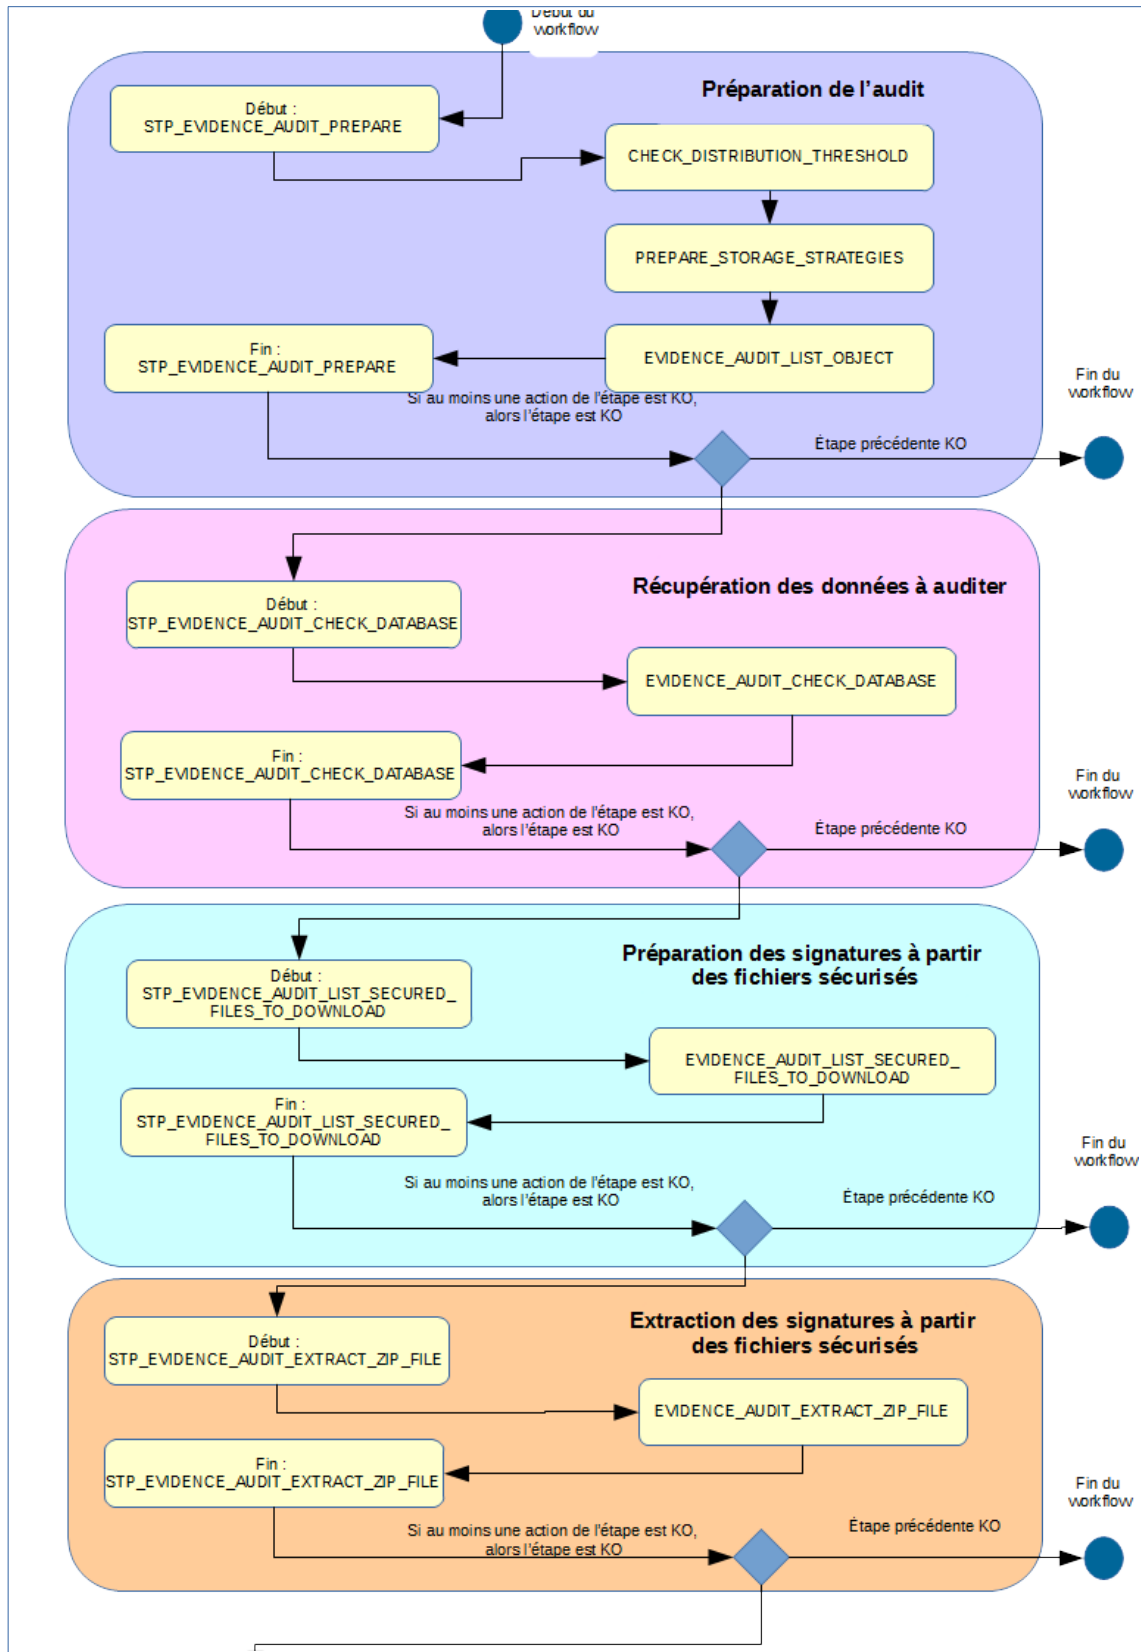 Début du
workflow
Préparation de l'audit
Début :
STP_EVIDENCE_AUDIT_PREPARE
CHECK_DISTRIBUTION_THRESHOLD
PREPARE_STORAGE_STRATEGIES
EVIDENCE_AUDIT_LIST_OBJECT
Fin :
STP_EVIDENCE_AUDIT_PREPARE
Si au moins une action de l'étape est KO,
alors l'étape est KO
Étape précédente KO
Fin du
workflow
Récupération des données à auditer
Début :
STP_EVIDENCE_AUDIT_CHECK_DATABASE
EVIDENCE_AUDIT_CHECK_DATABASE
Fin :
STP_EVIDENCE_AUDIT_CHECK_DATABASE
Si au moins une action de l'étape est KO,
alors l'étape est KO
Étape précédente KO
Fin du
workflow
Préparation des signatures à partir
des fichiers sécurisés
Début :
STP_EVIDENCE_AUDIT_LIST_SECURED_
FILES_TO_DOWNLOAD
EVIDENCE_AUDIT_LIST_SECURED_
FILES_TO_DOWNLOAD
Fin :
STP_EVIDENCE_AUDIT_LIST_SECURED_
FILES_TO_DOWNLOAD
Si au moins une action de l'étape est KO,
alors l'étape est KO
Étape précédente KO
Fin du
workflow
Extraction des signatures à partir
des fichiers sécurisés
Début :
STP_EVIDENCE_AUDIT_EXTRACT_ZIP_FILE
EVIDENCE_AUDIT_EXTRACT_ZIP_FILE
Fin :
STP_EVIDENCE_AUDIT_EXTRACT_ZIP_FILE
Si au moins une action de l'étape est KO,
alors l'étape est KO
Étape précédente KO
Fin du
workflow